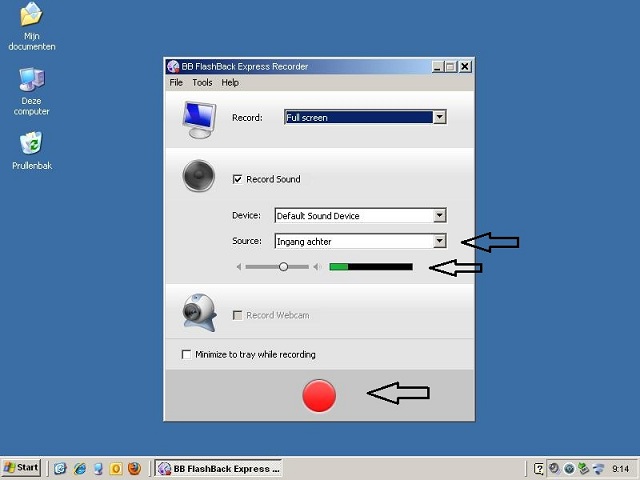 Mijn
documenten
Deze
computer
Prullenbak
BB FlashBack Express Recorder
File Tools Help
Record: Full screen
Record Sound
Device: Default Sound Device
Source: Ingang achter
Record Webcam
Minimize to tray while recording
Start BB FlashBack Express ... 9:14